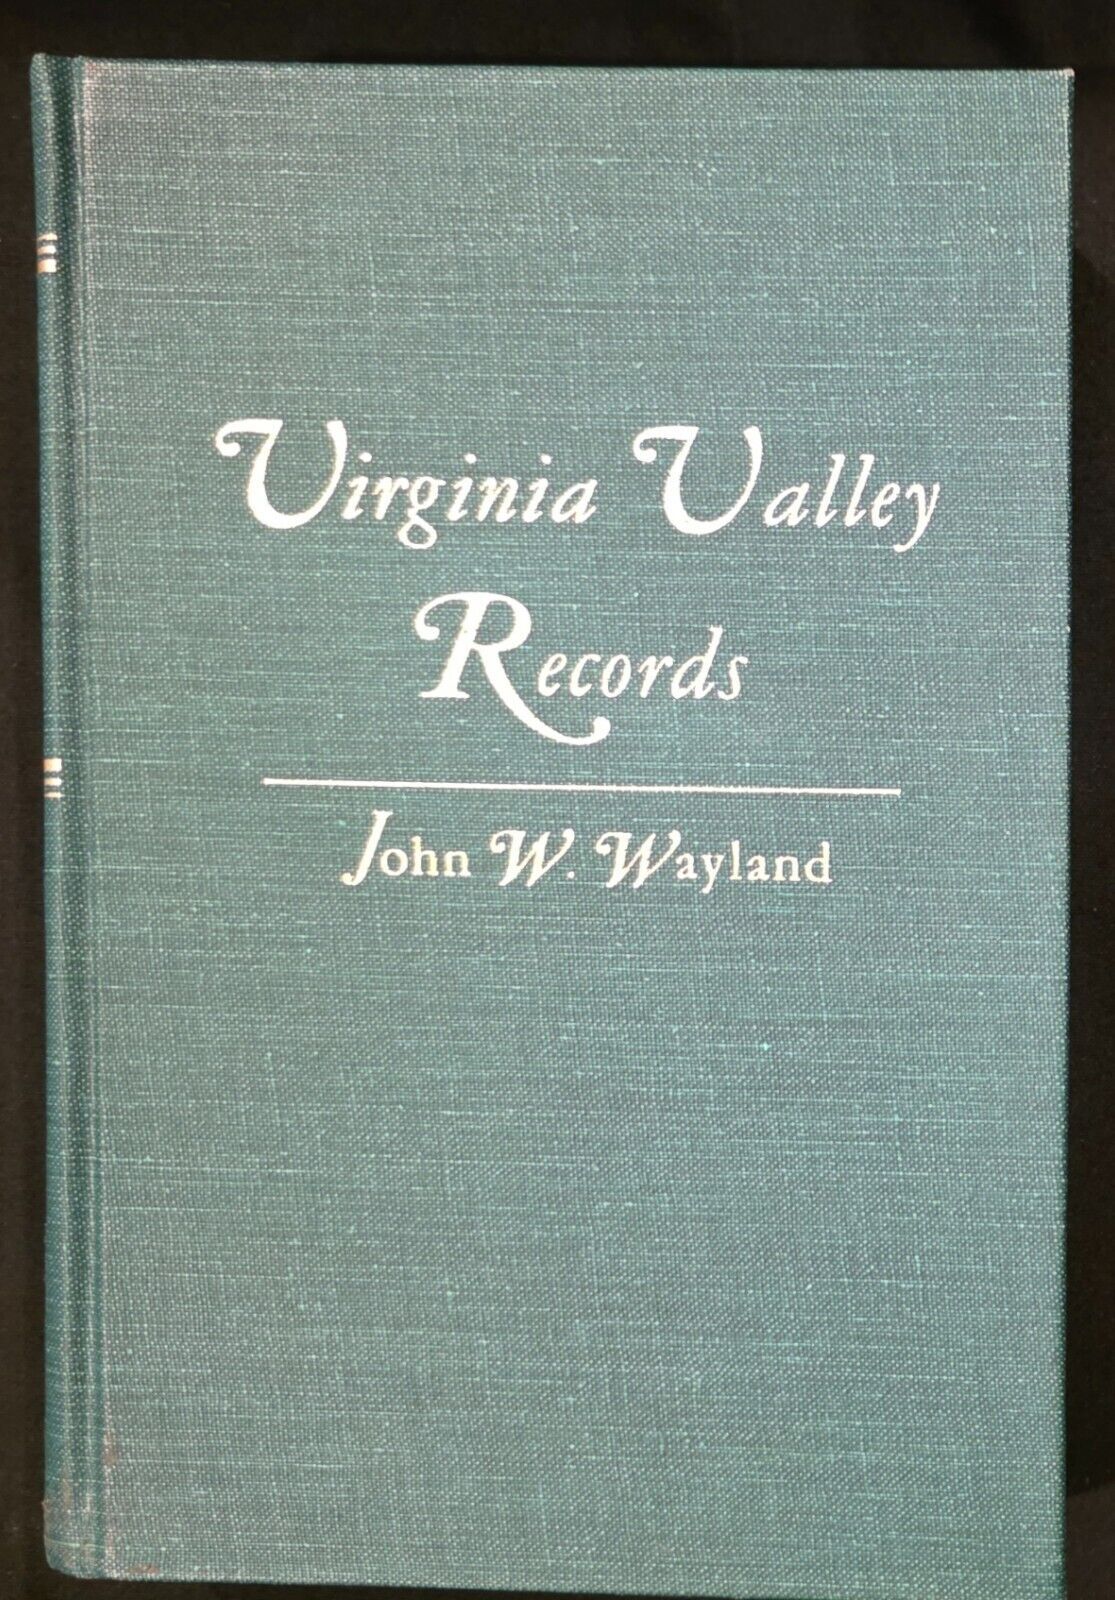 Virginia Valley
Records
John W. Wayland